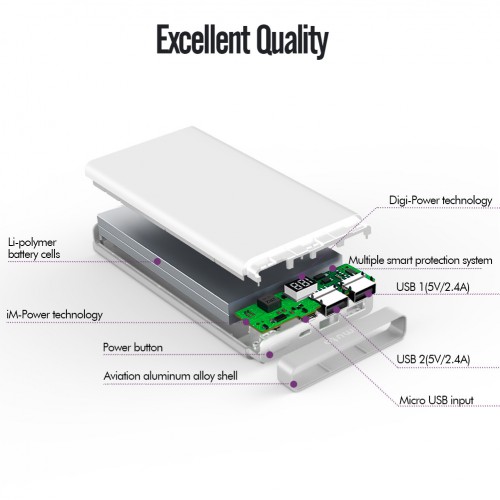 Excellent Quality
Digi-Power technology
Li-polymer
battery cells
Multiple smart protection system
USB 1(5V/2.4A)
iM-Power technology
Power button
USB 2(5V/2.4A)
Aviation aluminum alloy shell
Micro USB input